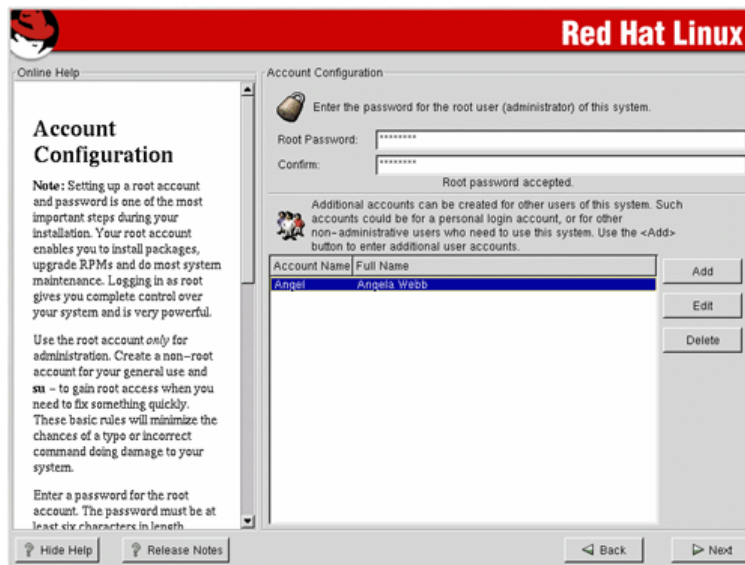 Red Hat Linux
Online Help
Account
Configuration
Note: Setting up a root account
and password is one of the most
important steps during your
installation. Your root account
enables you to install packages,
upgrade RPMs and do most system
maintenance. Logging in as root
gives you complete control over
your system and is very powerful.
Use the root account only for
administration. Create a non-root
account for your general use and
su - to gain root access when you
need to fix something quickly.
These basic rules will minimize the
chances of a typo or incorrect
command doing damage to your
system.
Enter a password for the root
account. The password must be at
least six characters in length.
Account Configuration
Enter the password for the root user (administrator) of this system.
Root Password: ********
Confirm: ********
Root password accepted.
Additional accounts can be created for other users of this system. Such
accounts could be for a personal login account, or for other
non-administrative users who need to use this system. Use the <Add>
button to enter additional user accounts.
Account Name Full Name
Angel Angela Webb
Add
Edit
Delete
Hide Help
Release Notes
Back
Next